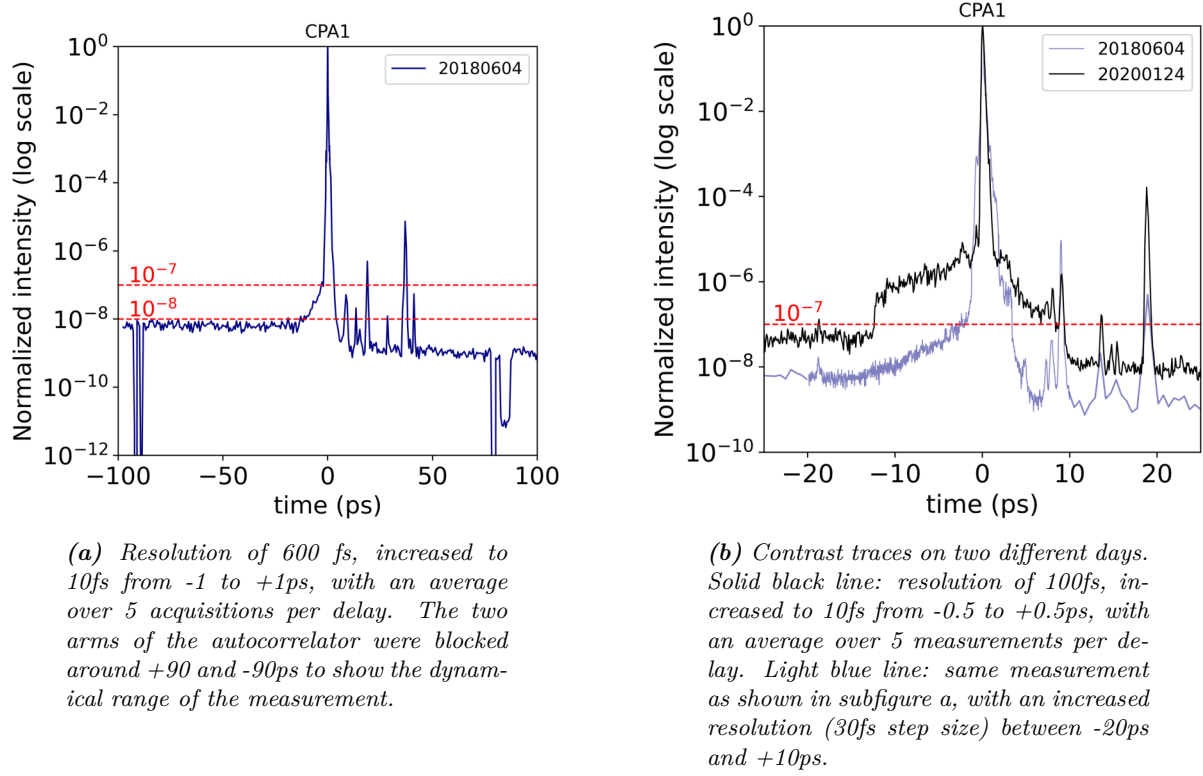 CPA1
10^0
10^-2
10^-4
10^-6
10^-8
10^-10
10^-12
Normalized intensity (log scale)
20180604
10^-7
10^-8
−100
−50
0
50
100
time (ps)
(a) Resolution of 600 fs, increased to
10fs from -1 to +1ps, with an average
over 5 acquisitions per delay. The two
arms of the autocorrelator were blocked
around +90 and -90ps to show the dynam-
ical range of the measurement.
CPA1
10^0
10^-2
10^-4
10^-6
10^-8
10^-10
Normalized intensity (log scale)
20180604
20200124
10^-7
−20
−10
0
10
20
time (ps)
(b) Contrast traces on two different days.
Solid black line: resolution of 100fs, in-
creased to 10fs from -0.5 to +0.5ps, with
an average over 5 measurements per de-
lay. Light blue line: same measurement
as shown in subfigure a, with an increased
resolution (30fs step size) between -20ps
and +10ps.